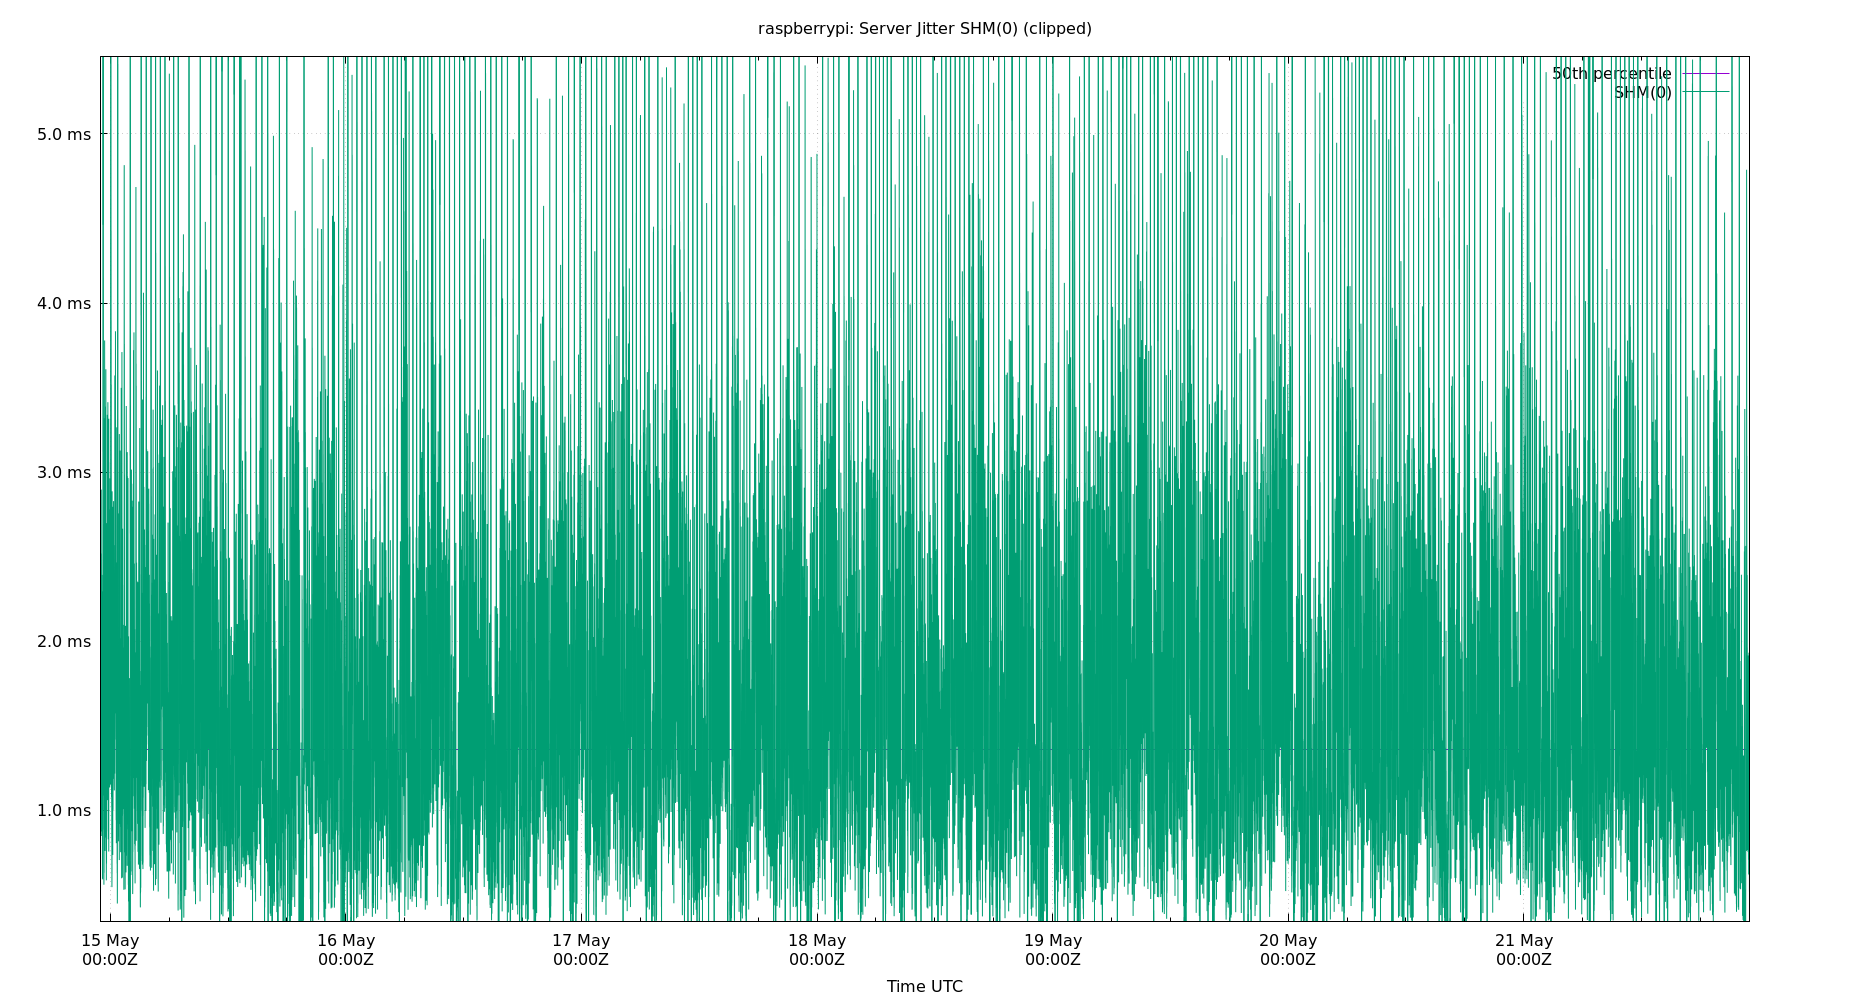 raspberrypi: Server Jitter SHM(0) (clipped)
50th percentile
SHM(0)
5.0 ms
4.0 ms
3.0 ms
2.0 ms
1.0 ms
15 May 16 May 17 May 18 May 19 May 20 May 21 May
00:00Z 00:00Z 00:00Z 00:00Z 00:00Z 00:00Z 00:00Z
Time UTC